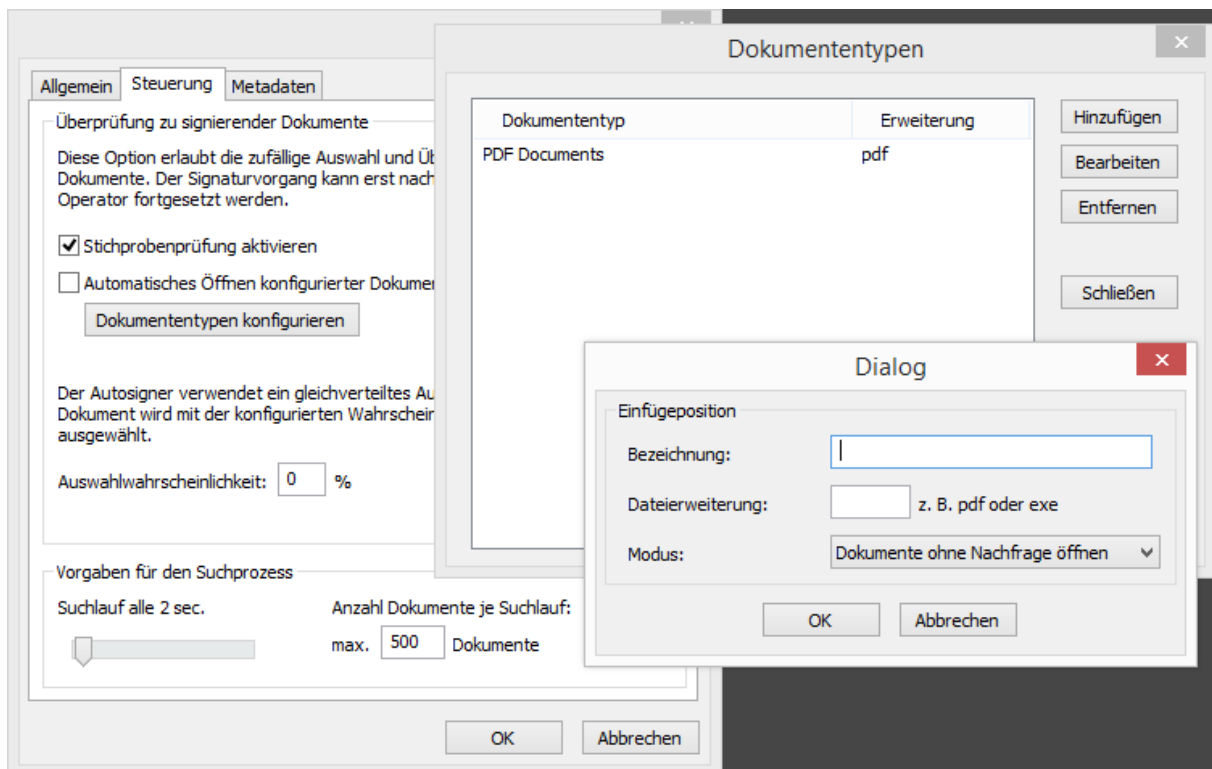 Allgemein
Steuerung
Metadaten
Überprüfung zu signierender Dokumente
Diese Option erlaubt die zufällige Auswahl und
Dokumente. Der Signaturvorgang kann erst nach
Operator fortgesetzt werden.
Stichprobenprüfung aktivieren
Automatisches Öffnen konfigurierter
Dokumententypen konfigurieren
Der Autosigner verwendet ein gleichverteiltes
Dokument wird mit der konfigurierten
ausgewählt.
Auswahlwahrscheinlichkeit: 0 %
Vorgaben für den Suchprozess
Suchlauf alle 2 sec.
Anzahl Dokumente je Suchlauf:
max. 500 Dokumente
OK
Abbrechen
Dokumententypen
Dokumententyp
Erweiterung
PDF Documents
pdf
Hinzufügen
Bearbeiten
Entfernen
Schließen
Dialog
Einfügeposition
Bezeichnung:
Dateierweiterung:
z. B. pdf oder exe
Modus:
Dokumente ohne Nachfrage öffnen
OK
Abbrechen